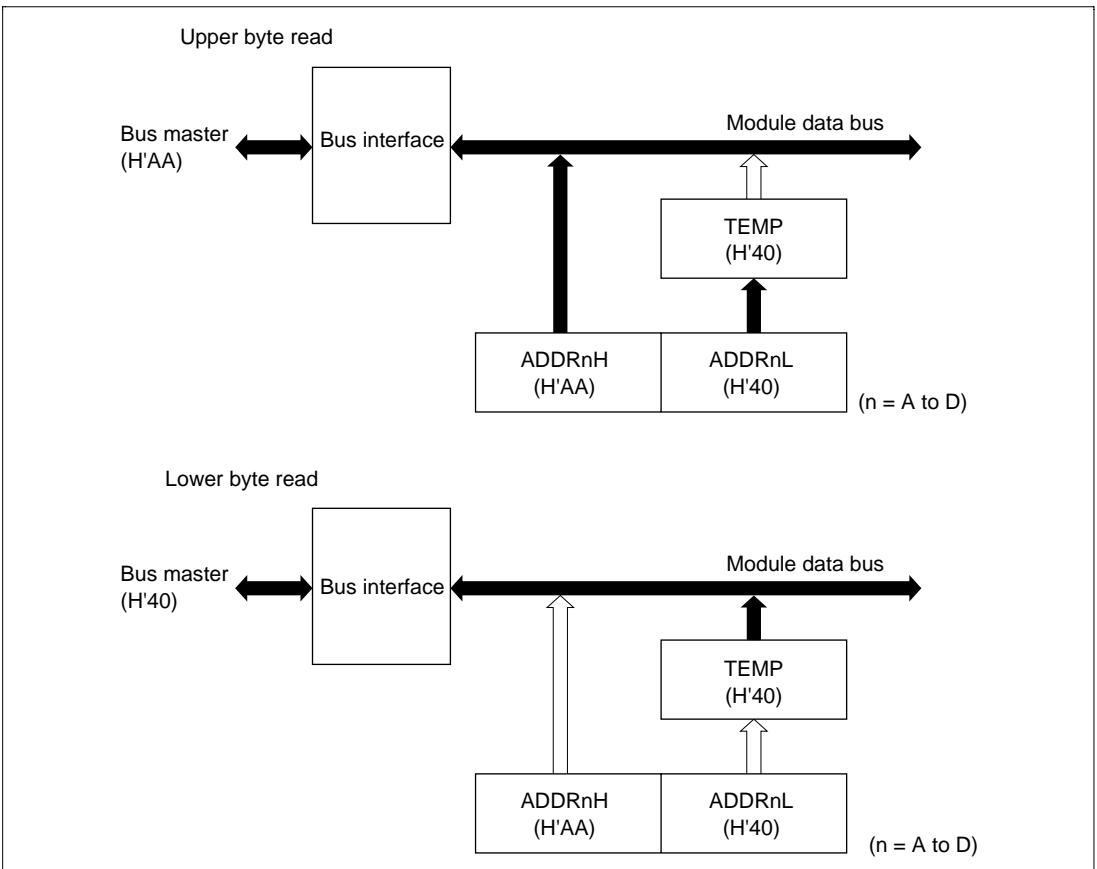 Upper byte read
Bus master
(H'AA)
Bus interface
Module data bus
TEMP
(H'40)
ADDRnH
(H'AA)
ADDRnL
(H'40)
(n = A to D)
Lower byte read
Bus master
(H'40)
Bus interface
Module data bus
TEMP
(H'40)
ADDRnH
(H'AA)
ADDRnL
(H'40)
(n = A to D)